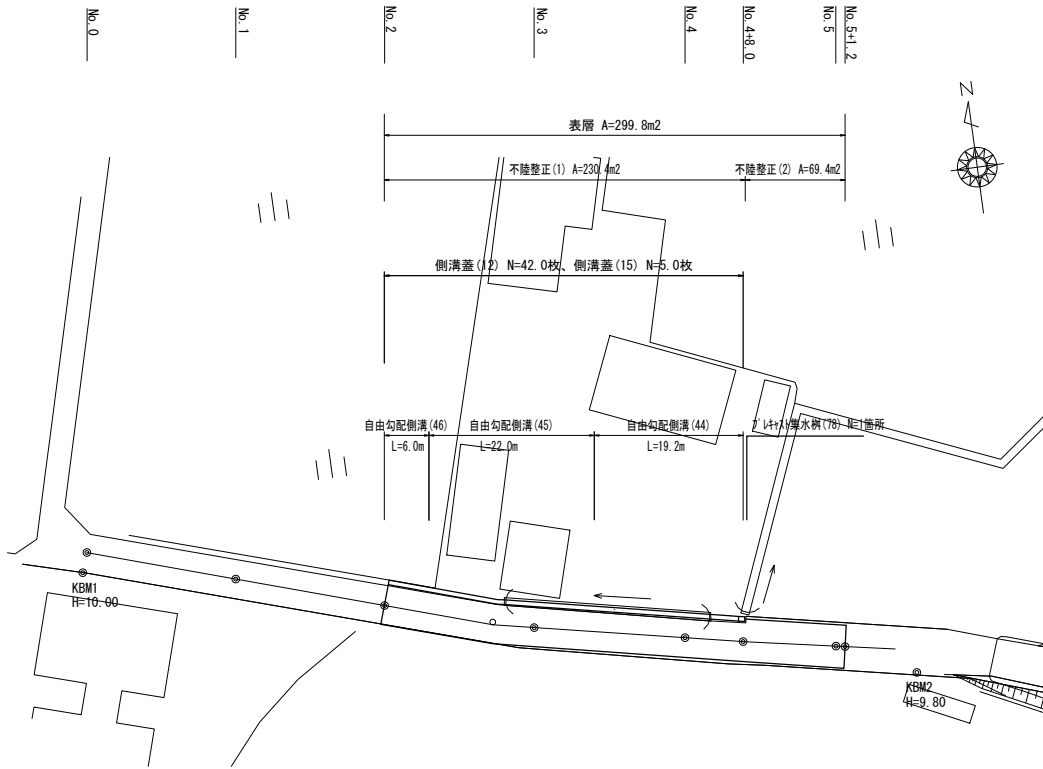 No.0
No.1
No.2
No.3
No.4
No.4+8.0
No.5
No.5+1.2
N
表層 A=299.8m2
不陸整正(1) A=230.4m2
不陸整正(2) A=69.4m2
側溝蓋(12) N=42.0枚、側溝蓋(15) N=5.0枚
自由勾配側溝(46)
L=6.0m
自由勾配側溝(45)
L=22.0m
自由勾配側溝(44)
L=19.2m
プレキャスト集水桝(78) N=1箇所
KBM1
H=10.00
KBM2
H=9.80